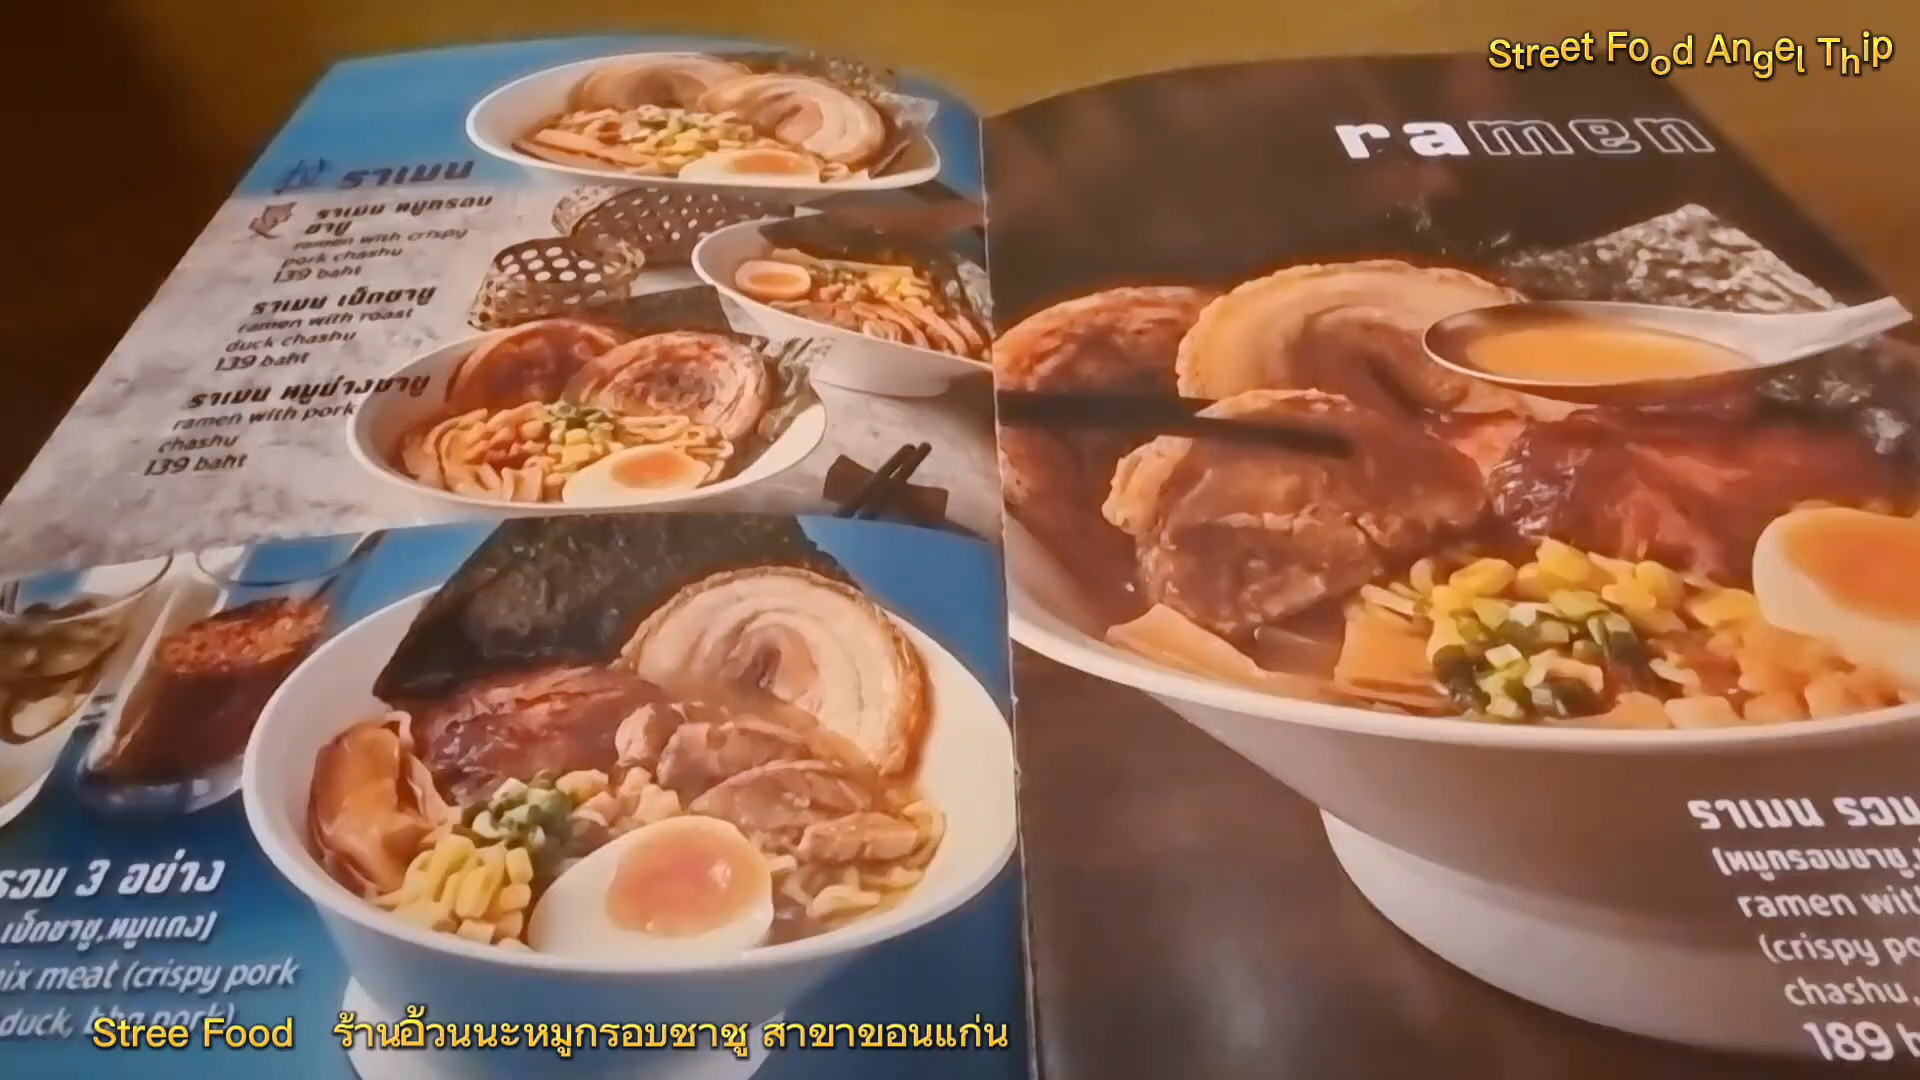 Street Food Angel Thip
ramen
ราเมน
ราเมน หมูกรอบ
ชาชู
ramen with crispy
pork chashu
139 baht
ราเมน เป็ดชาชู
ramen with roast
duck chashu
139 baht
ราเมน หมูย่างชาชู
ramen with pork
chashu
139 baht
รวม 3 อย่าง
เป็ดชาชู,หมูแดง)
mix meat (crispy pork
duck, bbq pork)
ราเมน รวม
(หมูกรอบชาชู,
ramen with
(crispy po
chashu,
189 b
Stree Food ร้านอ้วนนะหมูกรอบชาชู สาขาขอนแก่น